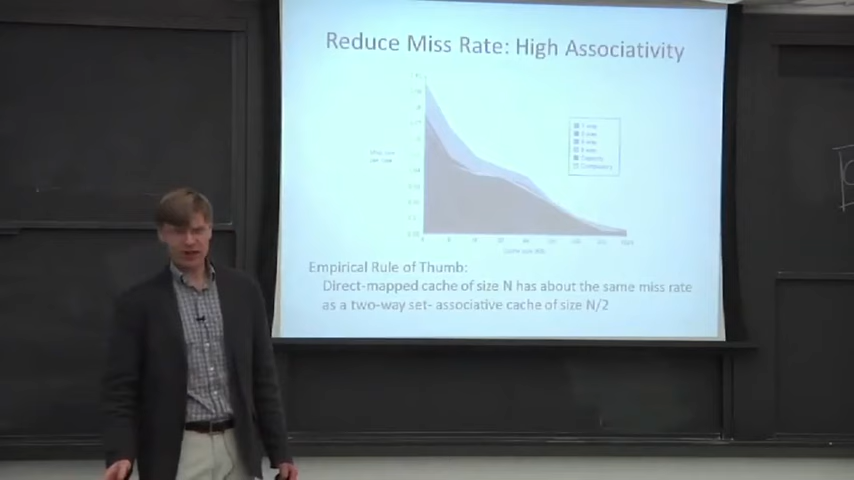 Reduce Miss Rate: High Associativity
Empirical Rule of Thumb:
Direct-mapped cache of size N has about the same miss rate
as a two-way set- associative cache of size N/2